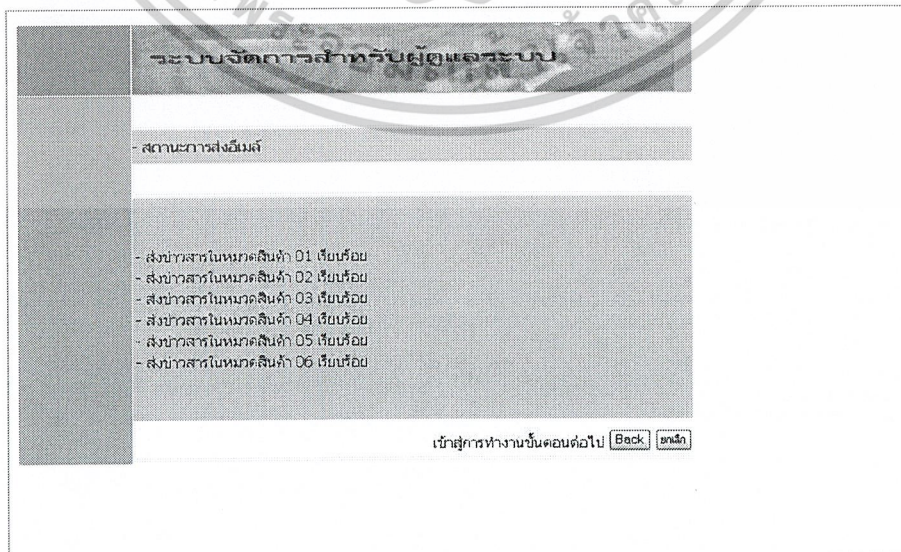 ระบบจัดการสำหรับผู้ดูแลระบบ
- สถานะการส่งอีเมล์
- ส่งข่าวสารในหมวดสินค้า 01 เรียบร้อย
- ส่งข่าวสารในหมวดสินค้า 02 เรียบร้อย
- ส่งข่าวสารในหมวดสินค้า 03 เรียบร้อย
- ส่งข่าวสารในหมวดสินค้า 04 เรียบร้อย
- ส่งข่าวสารในหมวดสินค้า 05 เรียบร้อย
- ส่งข่าวสารในหมวดสินค้า 06 เรียบร้อย
เข้าสู่การทำงานขั้นตอนต่อไป Back ยกเลิก